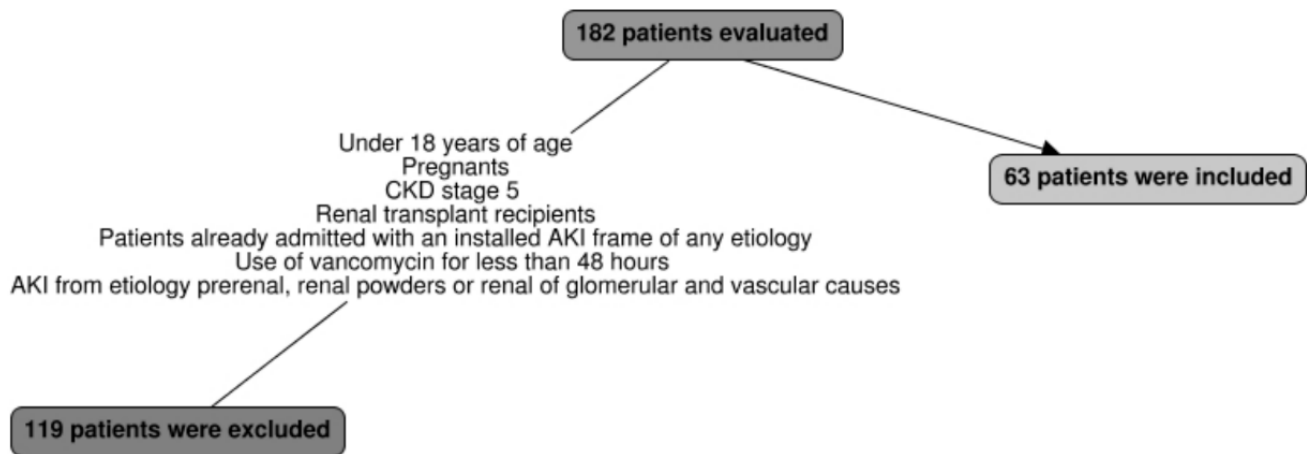 182 patients evaluated
Under 18 years of age
Pregnants
CKD stage 5
Renal transplant recipients
Patients already admitted with an installed AKI frame of any etiology
Use of vancomycin for less than 48 hours
AKI from etiology prerenal, renal powders or renal of glomerular and vascular causes
63 patients were included
119 patients were excluded